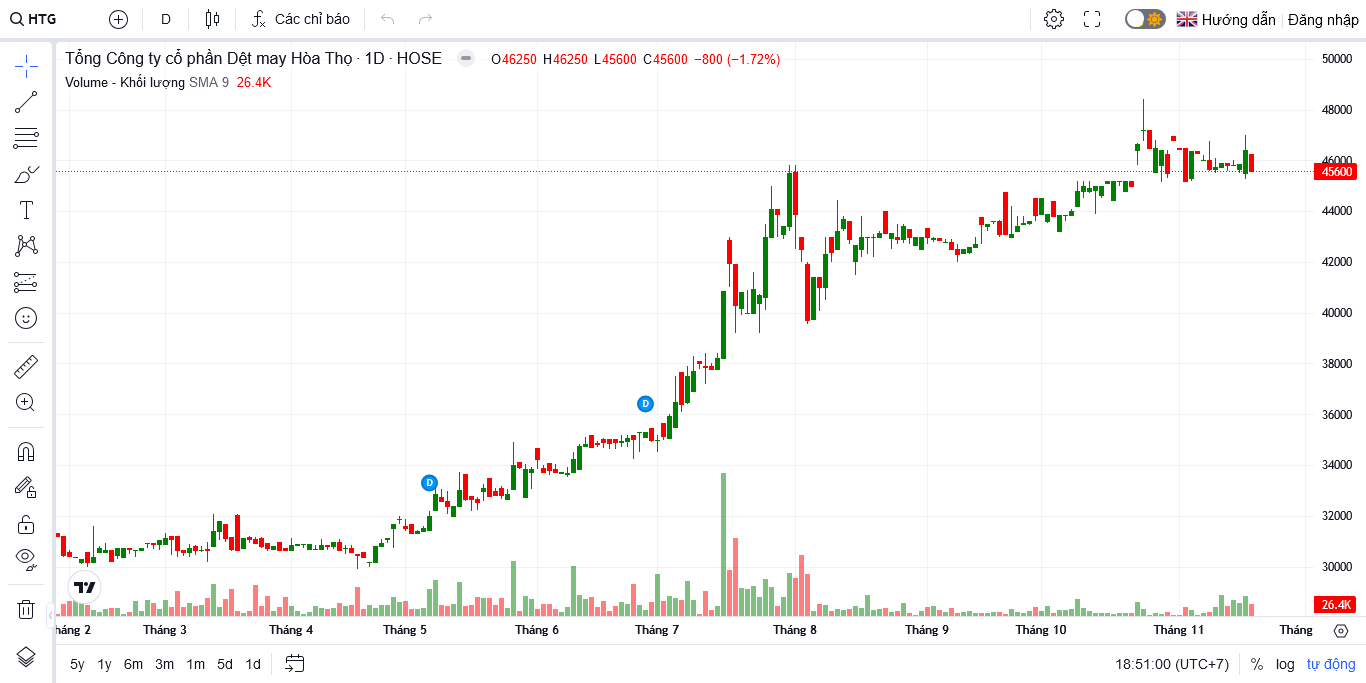 HTG D Các chỉ báo Hướng dẫn Đăng nhập
Tổng Công ty cổ phần Dệt may Hòa Thọ · 1D · HOSE O46250 H46250 L45600 C45600 −800 (−1.72%)
Volume - Khối lượng SMA 9 26.4K
50000
48000
46000
45600
44000
42000
40000
38000
36000
34000
32000
30000
26.4K
D
D
háng 2 Tháng 3 Tháng 4 Tháng 5 Tháng 6 Tháng 7 Tháng 8 Tháng 9 Tháng 10 Tháng 11 Tháng
5y 1y 6m 3m 1m 5d 1d 18:51:00 (UTC+7) % log tự động